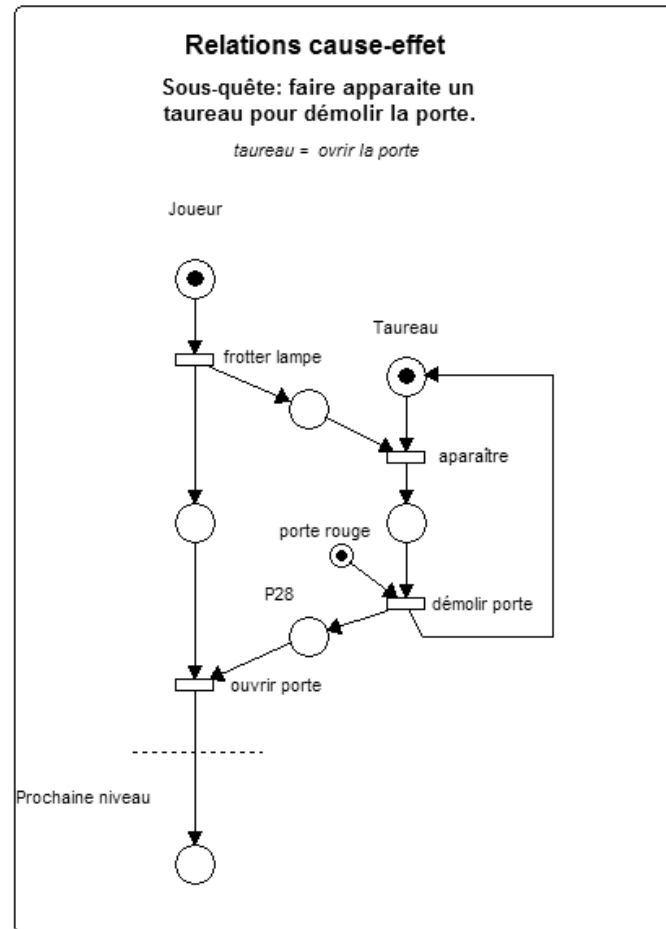 Relations cause-effet
Sous-quête: faire apparaite un
taureau pour démolir la porte.
taureau = ovrir la porte
Joueur
Taureau
frotter lampe
aparaître
porte rouge
P28
démolir porte
ouvrir porte
Prochaine niveau